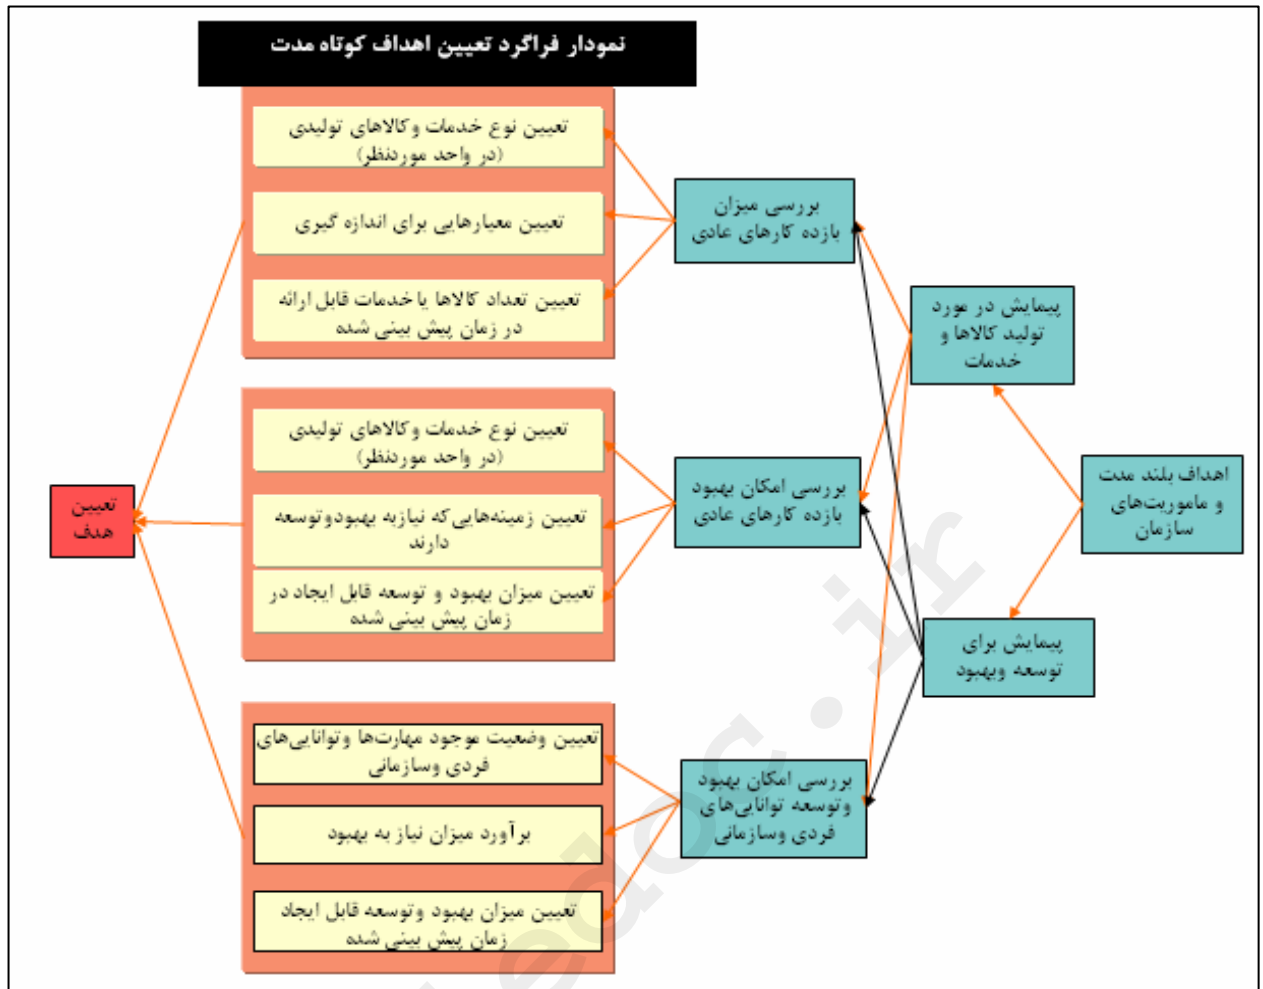 نمودار فراگرد تعیین اهداف کوتاه مدت
اهداف بلند مدت
و ماموریت‌های
سازمان
پیمایش در مورد
تولید کالاها و
خدمات
پیمایش برای
توسعه وبهبود
بررسی میزان
بازده کارهای عادی
تعیین نوع خدمات وکالاهای تولیدی
(در واحد موردنظر)
تعیین معیارهایی برای اندازه گیری
تعیین تعداد کالاها یا خدمات قابل ارائه
در زمان پیش بینی شده
بررسی امکان بهبود
بازده کارهای عادی
تعیین نوع خدمات وکالاهای تولیدی
(در واحد موردنظر)
تعیین زمینه‌هایی‌که نیازبه بهبودوتوسعه
دارند
تعیین میزان بهبود و توسعه قابل ایجاد در
زمان پیش بینی شده
بررسی امکان بهبود
وتوسعه توانایی‌های
فردی وسازمانی
تعیین وضعیت موجود مهارت‌ها وتوانایی‌های
فردی وسازمانی
برآورد میزان نیاز به بهبود
تعیین میزان بهبود وتوسعه قابل ایجاد
زمان پیش بینی شده
تعیین
هدف
edoc.ir